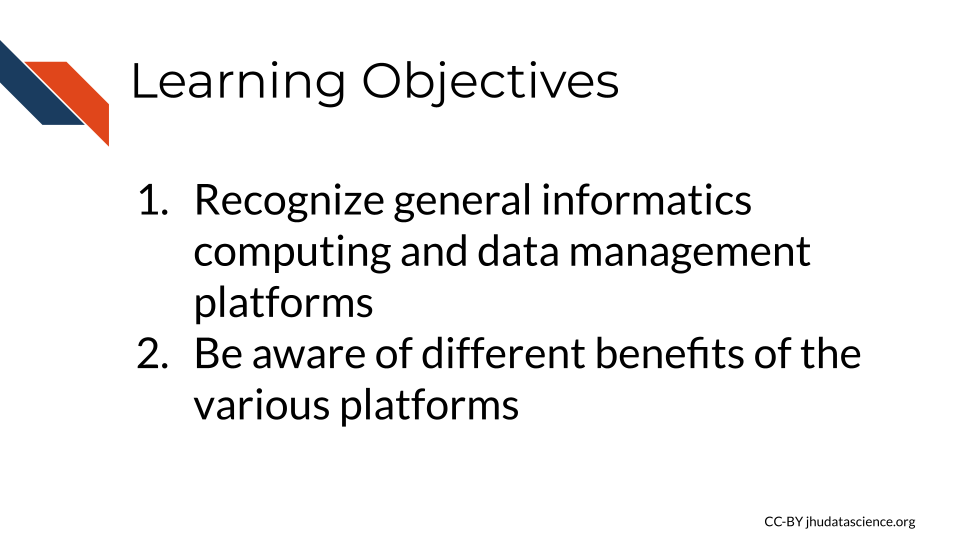 Learning Objectives
1. Recognize general informatics
computing and data management
platforms
2. Be aware of different benefits of the
various platforms
CC-BY jhudatascience.org